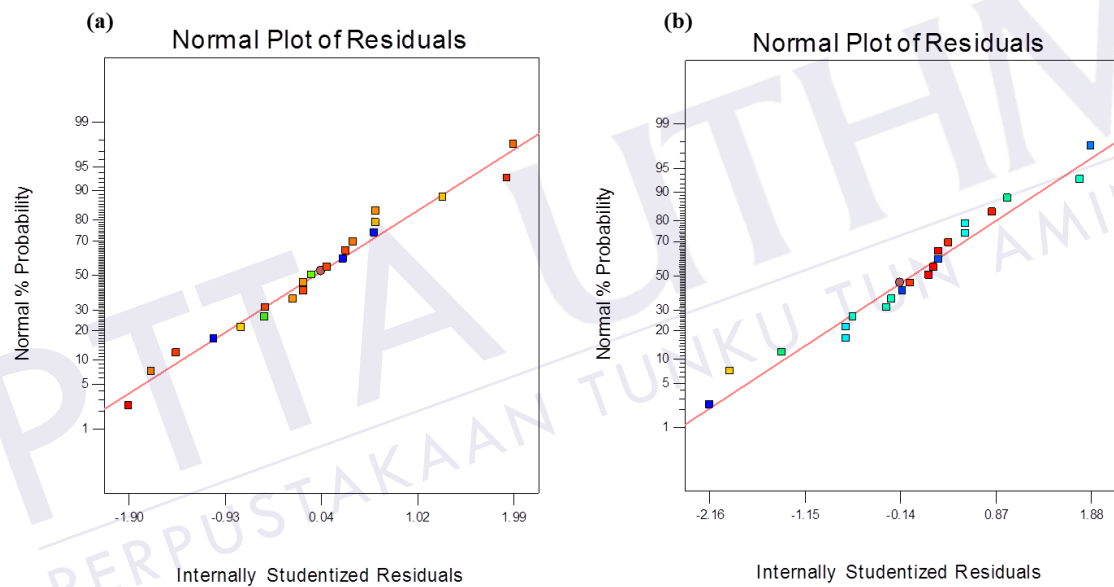 (a)
Normal Plot of Residuals
Normal % Probability
99
95
90
80
70
50
30
20
10
5
1
-1.90 -0.93 0.04 1.02 1.99
Internally Studentized Residuals
(b)
Normal Plot of Residuals
Normal % Probability
99
95
90
80
70
50
30
20
10
5
1
-2.16 -1.15 -0.14 0.87 1.88
Internally Studentized Residuals
PTTA UTHM
PERPUSTAKAAN TUNKU TUN AMIN